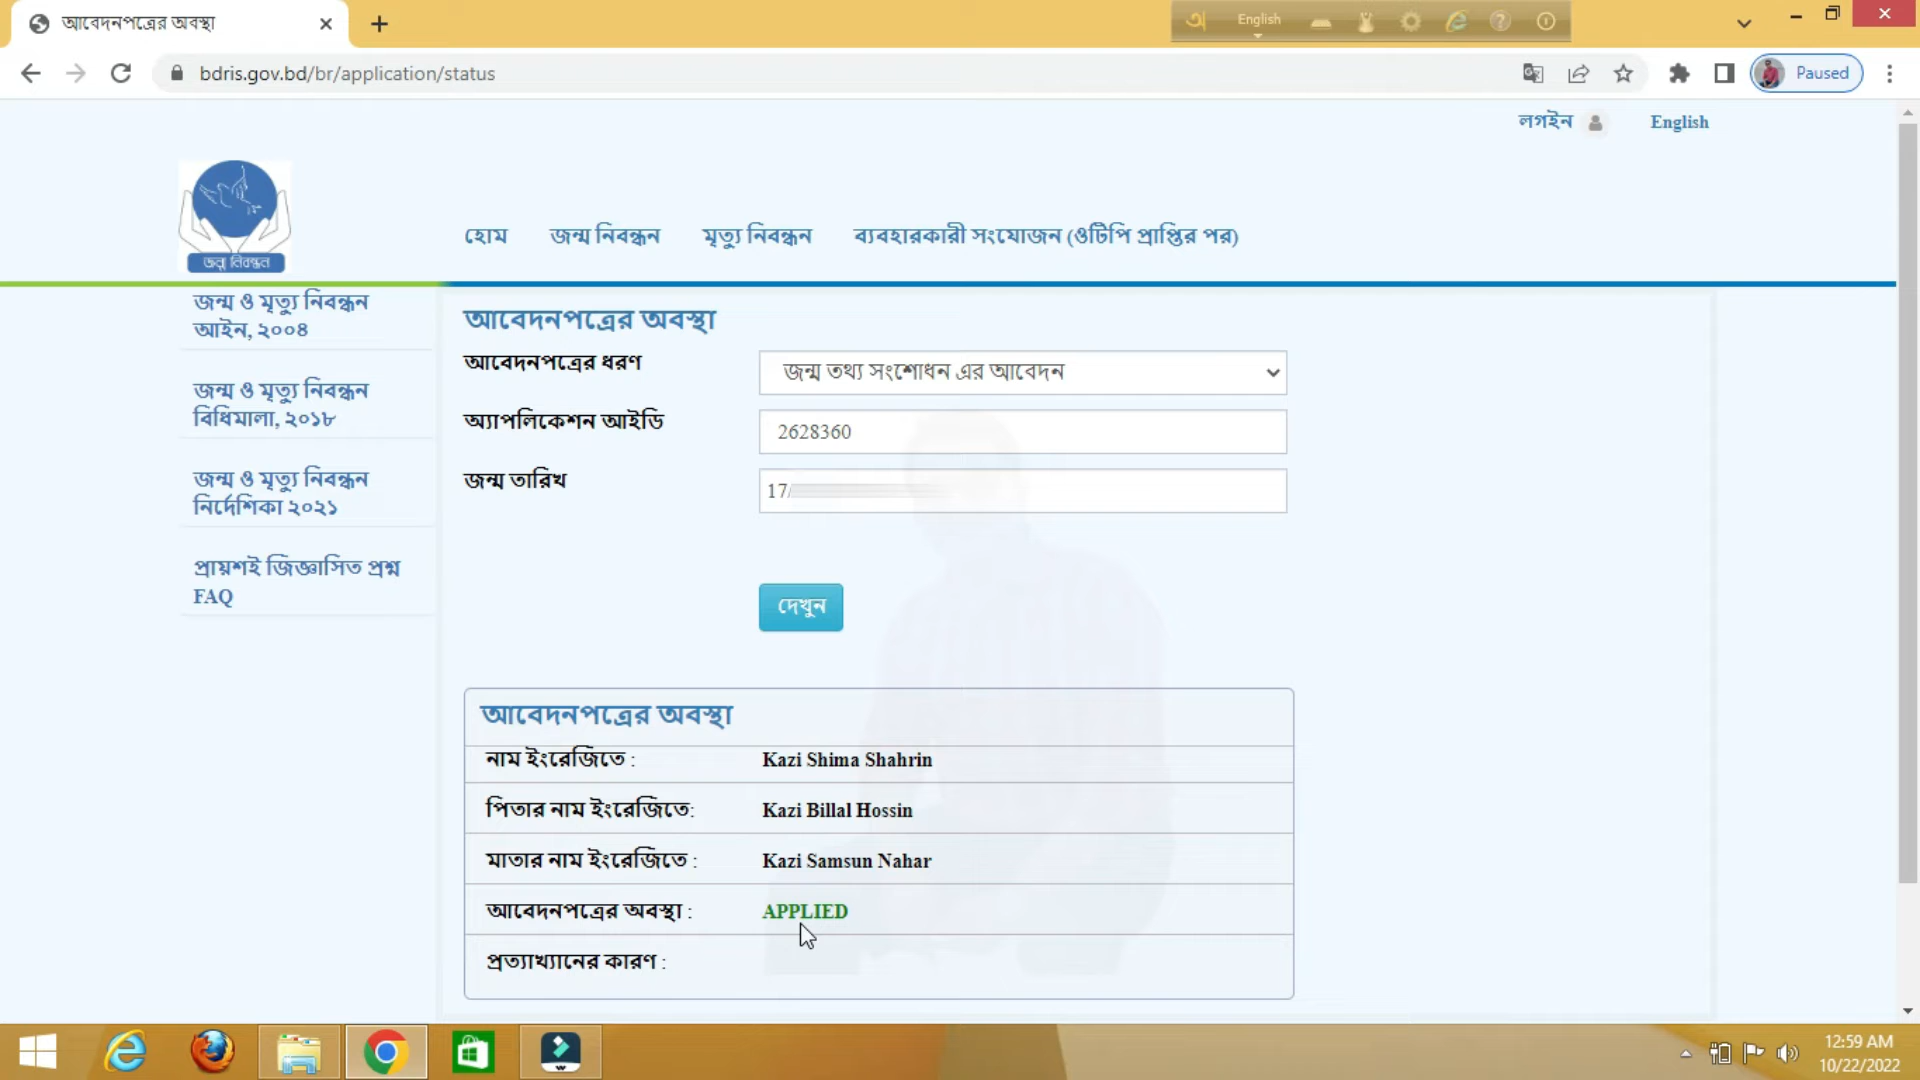 আবেদনপত্রের অবস্থা
English
bdris.gov.bd/br/application/status
Paused
লগইন
English
জন্ম নিবন্ধন
হোম জন্ম নিবন্ধন মৃত্যু নিবন্ধন ব্যবহারকারী সংযোজন (ওটিপি প্রাপ্তির পর)
জন্ম ও মৃত্যু নিবন্ধন
আইন, ২০০৪
জন্ম ও মৃত্যু নিবন্ধন
বিধিমালা, ২০১৮
জন্ম ও মৃত্যু নিবন্ধন
নির্দেশিকা ২০২১
প্রায়শই জিজ্ঞাসিত প্রশ্ন
FAQ
আবেদনপত্রের অবস্থা
আবেদনপত্রের ধরণ জন্ম তথ্য সংশোধন এর আবেদন
অ্যাপলিকেশন আইডি 2628360
জন্ম তারিখ 17/
দেখুন
আবেদনপত্রের অবস্থা
নাম ইংরেজিতে : Kazi Shima Shahrin
পিতার নাম ইংরেজিতে: Kazi Billal Hossin
মাতার নাম ইংরেজিতে : Kazi Samsun Nahar
আবেদনপত্রের অবস্থা : APPLIED
প্রত্যাখ্যানের কারণ :
12:59 AM
10/22/2022